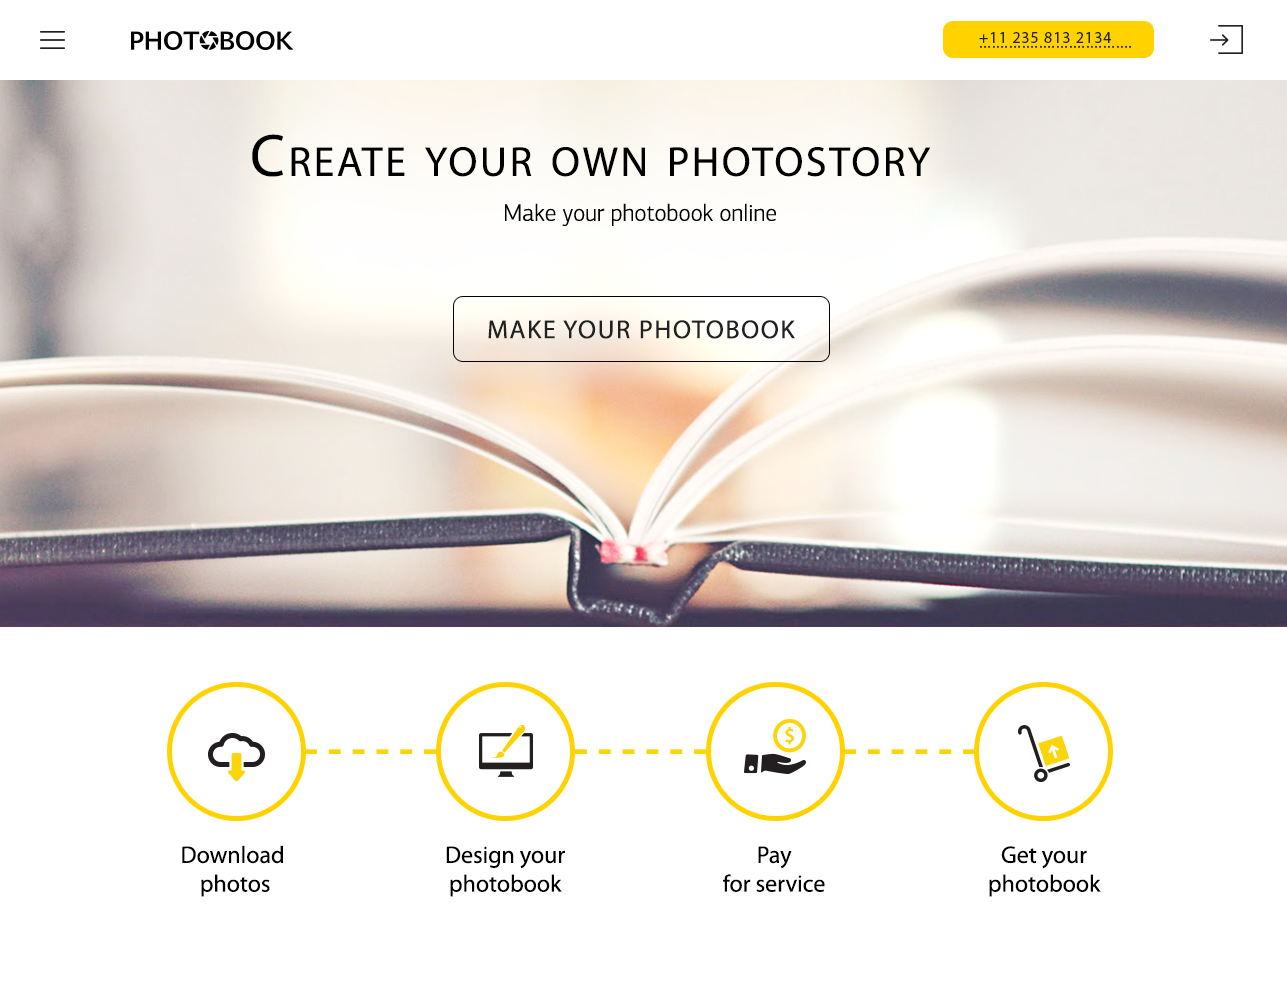 PHOTOBOOK
+11 235 813 2134
Create your own photostory
Make your photobook online
MAKE YOUR PHOTOBOOK
$
Download
photos
Design your
photobook
Pay
for service
Get your
photobook